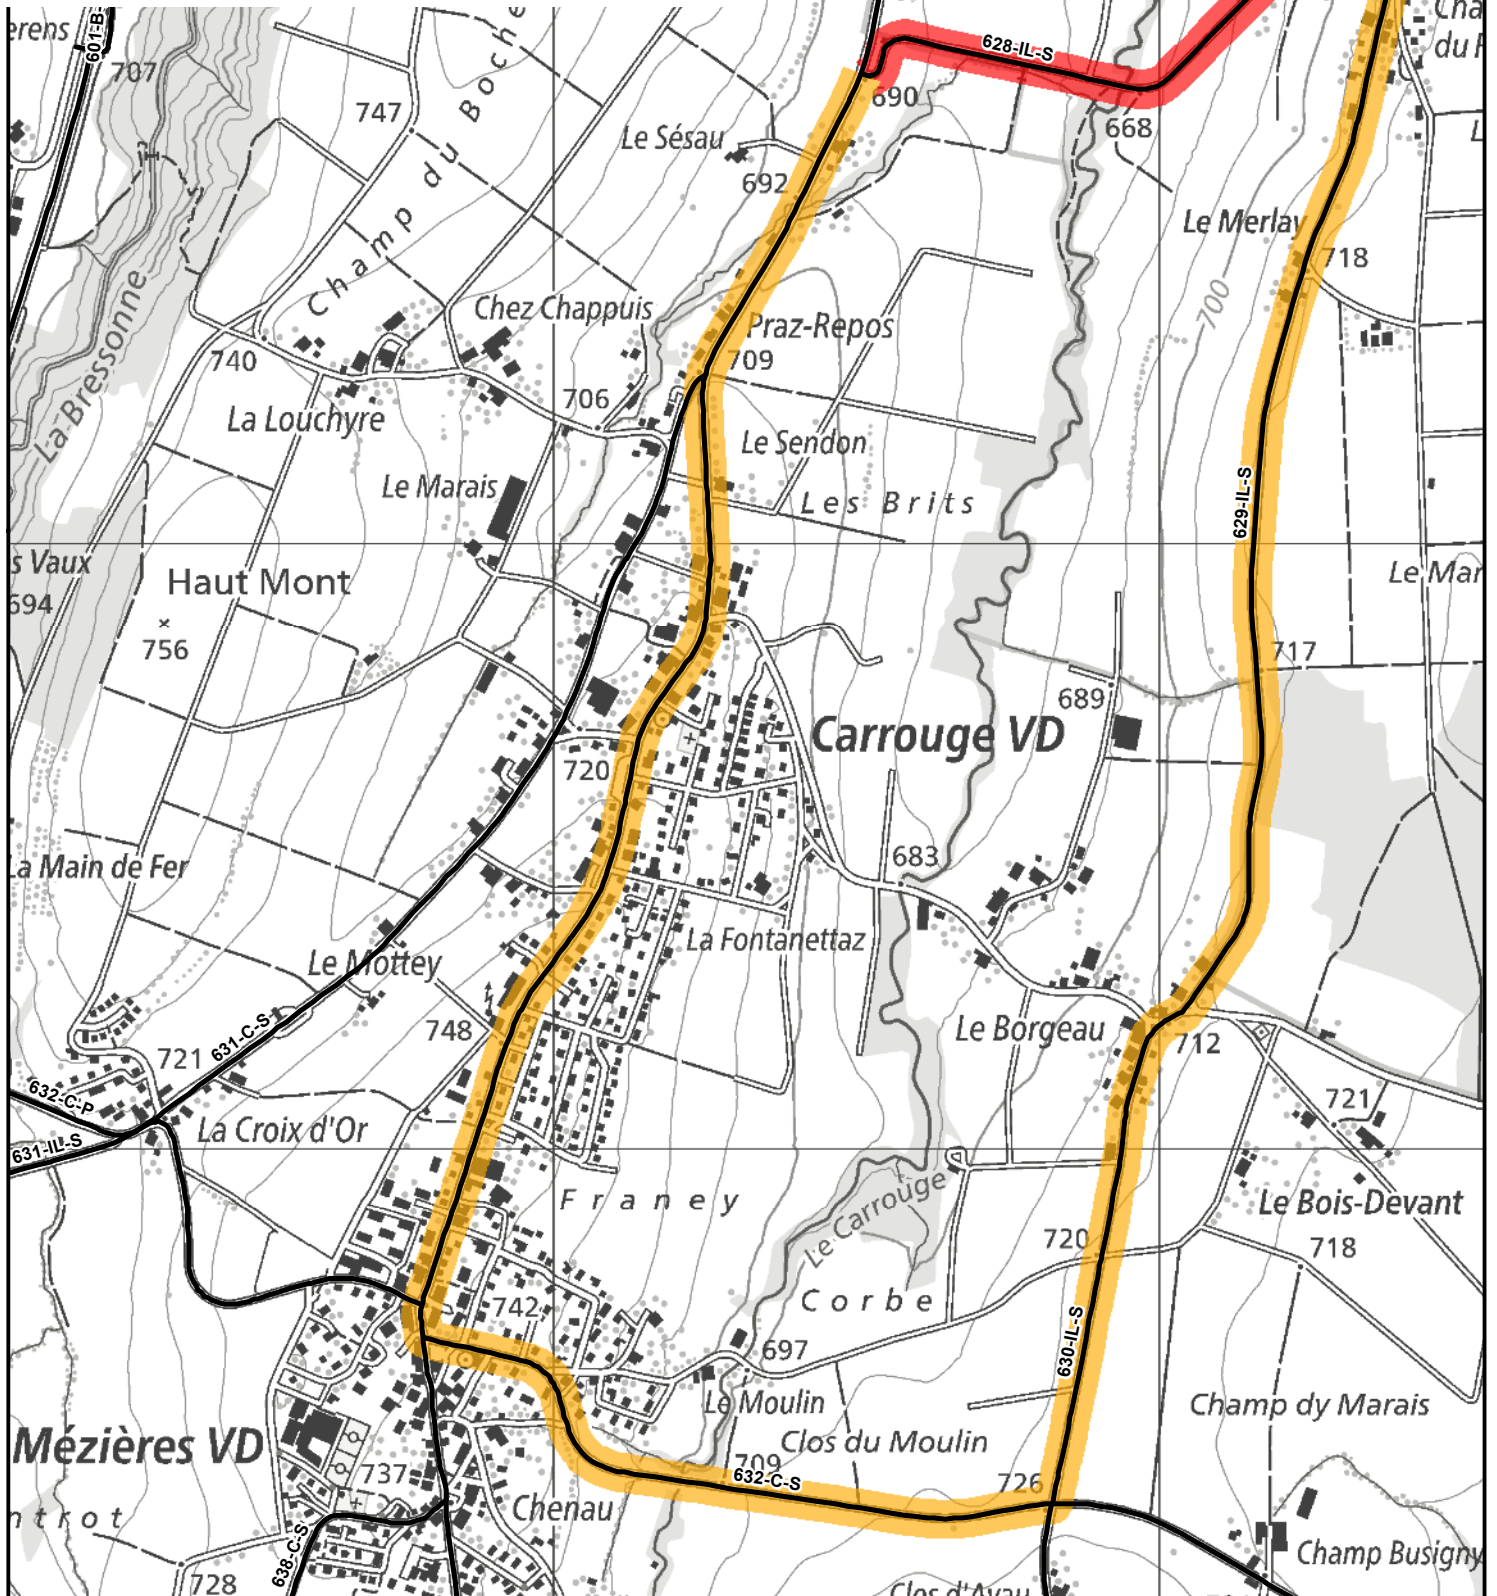 601-B-
707
747
Champ du Boche
628-IL-S
690
668
du
Le Sésau
692
Le Merlay
718
700
La Bressonne
Chez Chappuis
Praz-Repos
709
740
706
La Louchyre
Le Sendon
Le Marais
Les Brits
629-IL-S
s Vaux
694
Haut Mont
756
Le Mar
717
689
Carrouge VD
720
683
La Main de Fer
Le Mottey
La Fontanettaz
748
Le Borgeau
712
721
631-C-S
632-C-P
631-IL-S
La Croix d'Or
721
Franey
Le Carrouge
Le Bois-Devant
720
718
Corbe
742
697
630-IL-S
Le Moulin
Champ dy Marais
Mézières VD
Clos du Moulin
737
709
632-C-S
726
ntrot
Chenau
638-C-S
Champ Busigny
728
Clos d'Avau